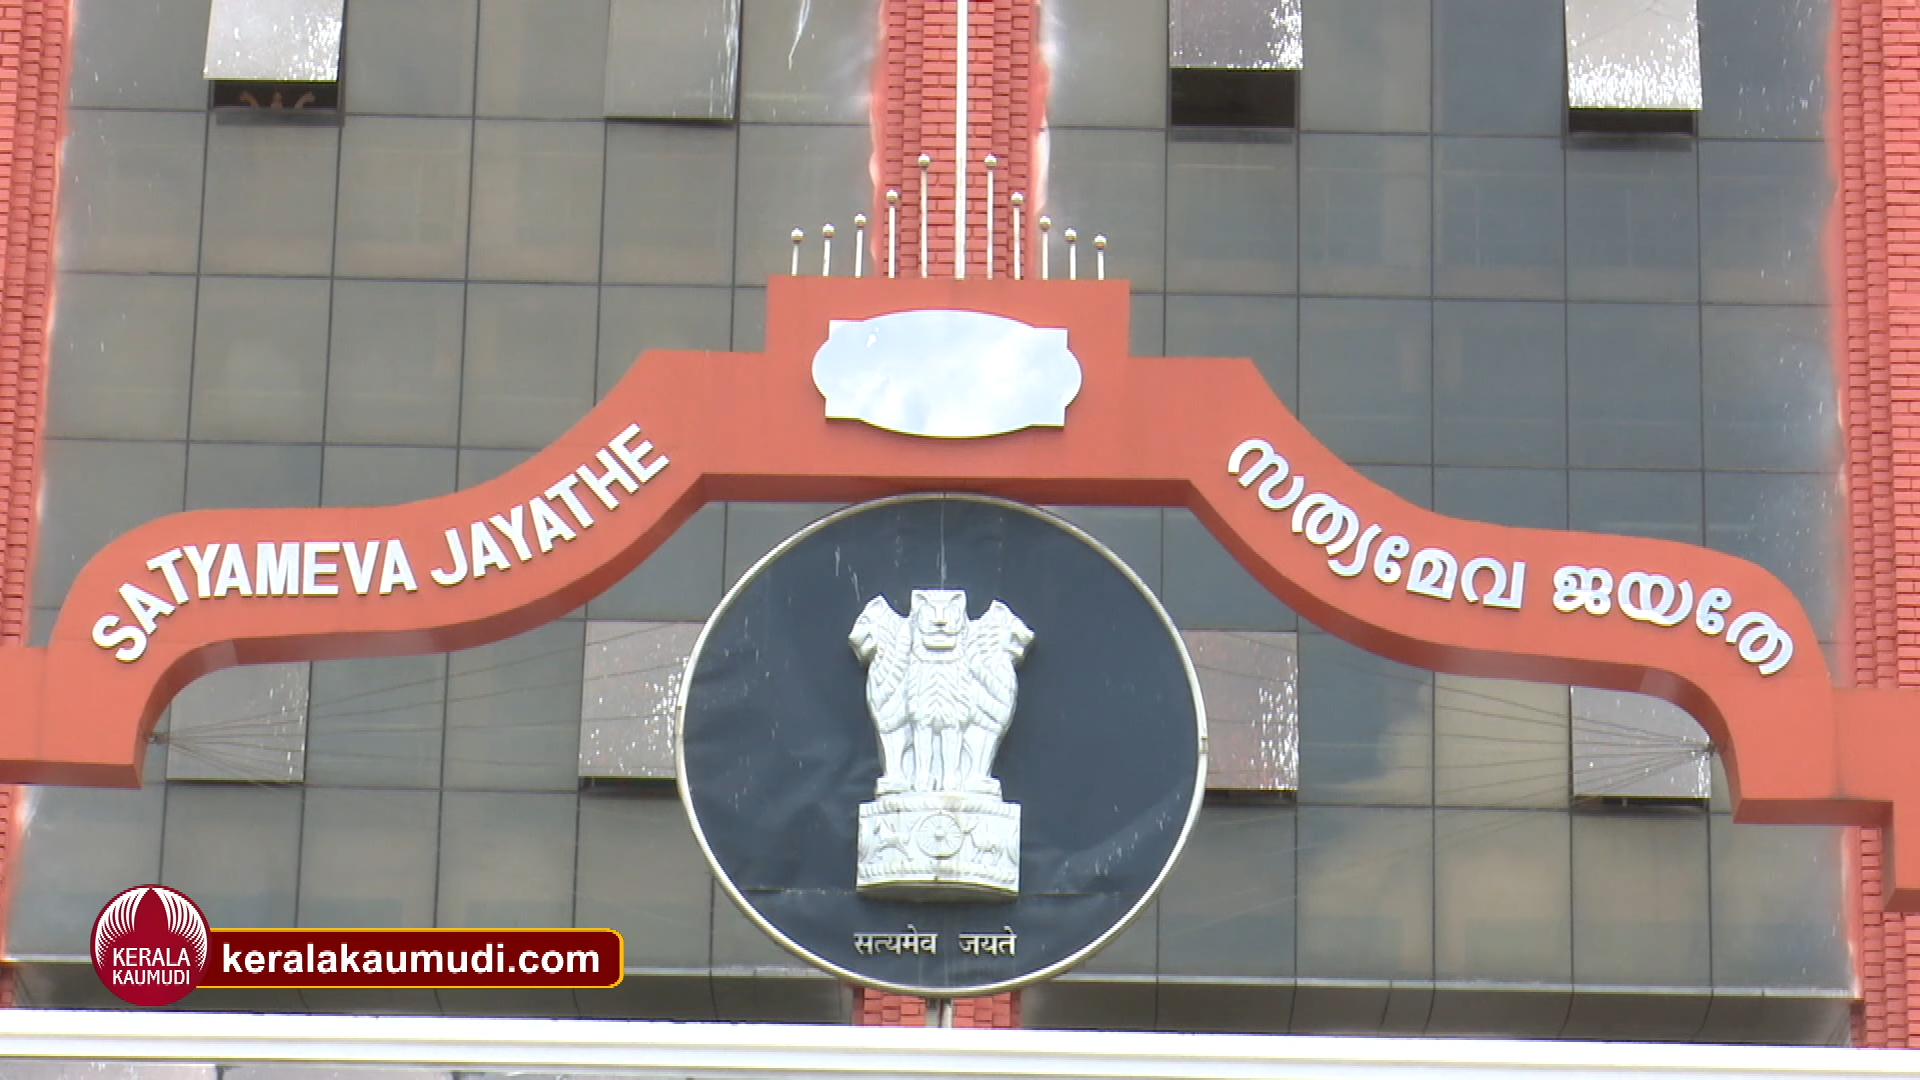 SATYAMEVA JAYATHE
സത്യമേവ ജയതേ
सत्यमेव जयते
KERALA
KAUMUDI
keralakaumudi.com